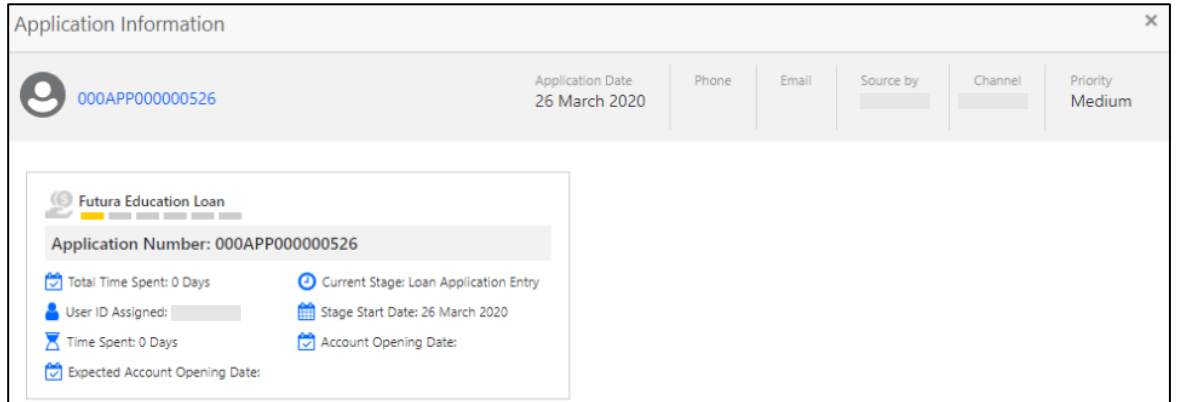 Application Information ×
Application Date Phone Email Source by Channel Priority
000APP000000526 26 March 2020 Medium
Futura Education Loan
Application Number: 000APP000000526
Total Time Spent: 0 Days Current Stage: Loan Application Entry
User ID Assigned: Stage Start Date: 26 March 2020
Time Spent: 0 Days Account Opening Date:
Expected Account Opening Date: